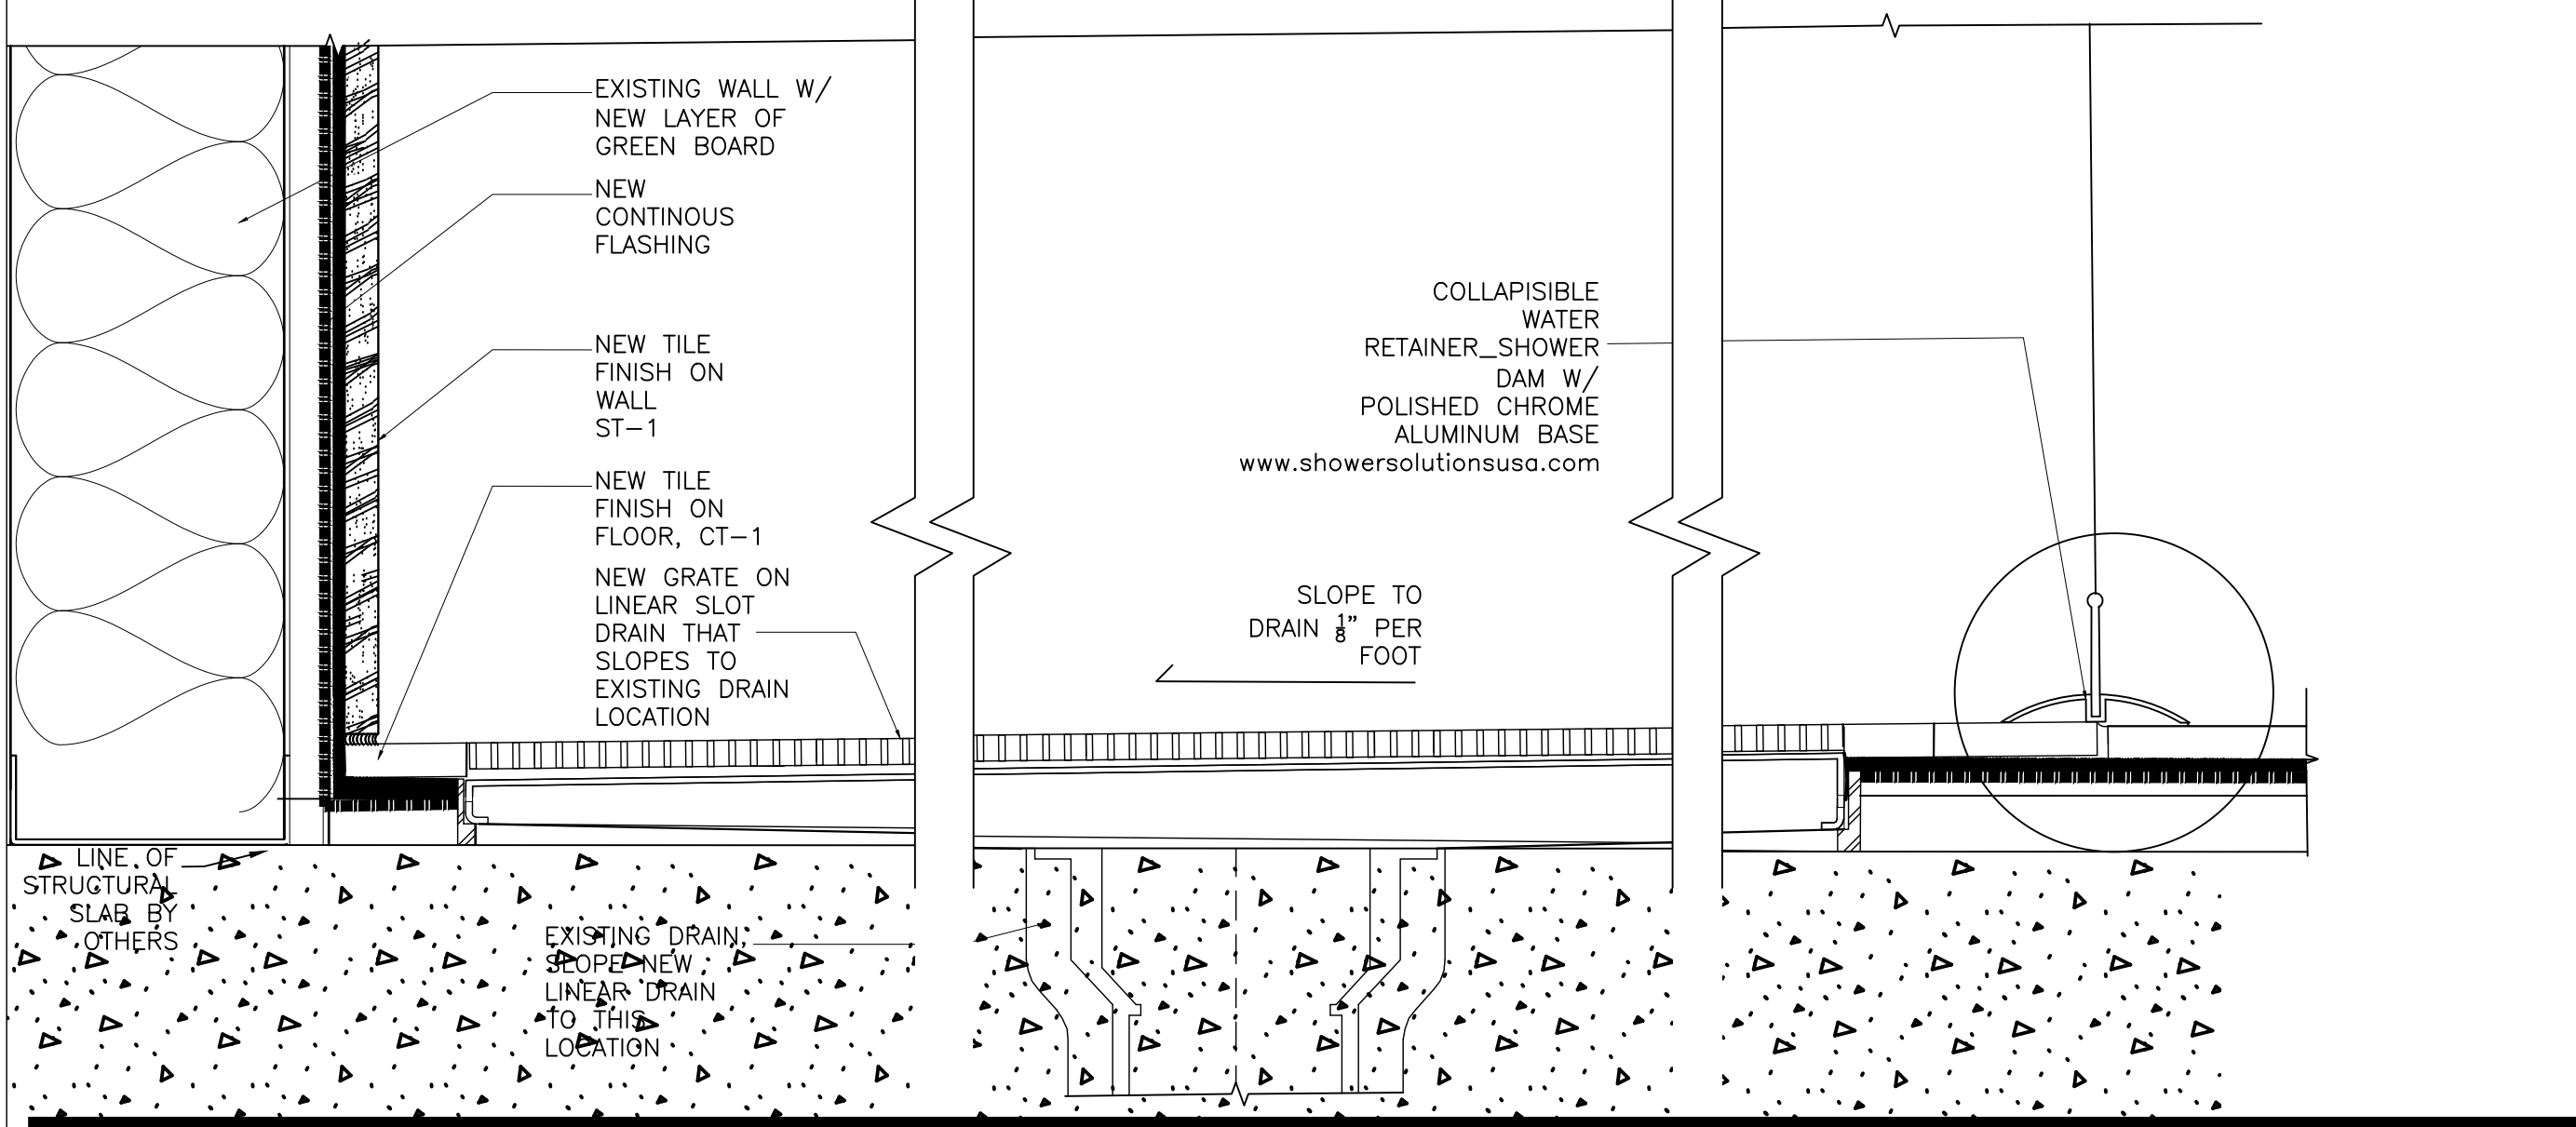 EXISTING WALL W/
NEW LAYER OF
GREEN BOARD
NEW
CONTINOUS
FLASHING
NEW TILE
FINISH ON
WALL
ST-1
NEW TILE
FINISH ON
FLOOR, CT-1
NEW GRATE ON
LINEAR SLOT
DRAIN THAT
SLOPES TO
EXISTING DRAIN
LOCATION
COLLAPISIBLE
WATER
RETAINER_SHOWER
DAM W/
POLISHED CHROME
ALUMINUM BASE
www.showersolutionsusa.com
SLOPE TO
DRAIN 1/8" PER
FOOT
LINE OF
STRUCTURAL
SLAB BY
OTHERS
EXISTING DRAIN,
SLOPE NEW
LINEAR DRAIN
TO THIS
LOCATION